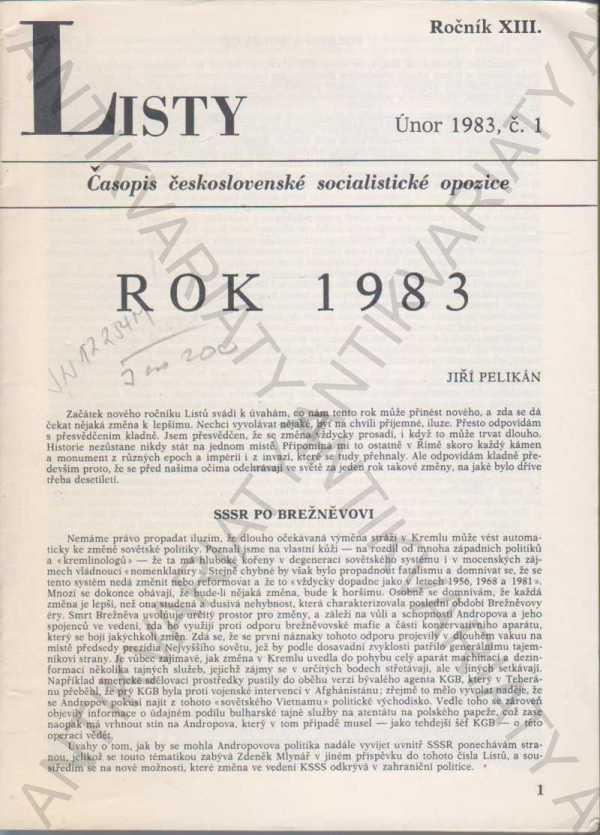 Ročník XIII.
LISTY
Únor 1983, č. 1
Časopis československé socialistické opozice
ROK 1983
JIŘÍ PELIKÁN
Začátek nového ročníku Listů svádí k úvahám, co nám tento rok může přinést nového, a zda se dá
čekat nějaká změna k lepšímu. Nechci vyvolávat nějaké, byť na chvíli příjemné, iluze. Přesto odpovídám
s přesvědčením kladně. Jsem přesvědčen, že se změna vždycky prosadí, i když to může trvat dlouho.
Historie nezůstane nikdy stát na jednom místě. Připomíná mi to ostatně v Římě skoro každý kámen
a monument z různých epoch a impérií i z invazí, které se tudy přehnaly. Ale odpovídám kladně pře-
devším proto, že se před našima očima odehrávají ve světě za jeden rok takové změny, na jaké bylo dříve
třeba desetiletí.
SSSR PO BREŽNĚVOVI
Nemáme právo propadat iluzím, že dlouho očekávaná výměna stráží v Kremlu může vést automa-
ticky ke změně sovětské politiky. Poznali jsme na vlastní kůži — na rozdíl od mnoha západních politiků
a «kremlinologů» — že ta má hluboké kořeny v degeneraci sovětského systému i v mocenských záj-
mech vládnoucí «nomenklatury». Stejně chybné by však bylo propadnout fatalismu a domnívat se, že se
tento systém nedá změnit nebo reformovat a že to «vždycky dopadne jako v letech 1956, 1968 a 1981».
Mnozí se dokonce obávají, že bude-li nějaká změna, bude k horšímu. Osobně se domnívám, že každá
změna je lepší, než ona studená a dusivá nehybnost, která charakterizovala poslední období Brežněvovy
éry. Smrt Brežněva uvolňuje určitý prostor pro změny, a záleží na vůli a schopnosti Andropova a jeho
spojenců ve vedení, zda ho využijí proti odporu brežněvovské mafie a části konservativního aparátu,
který se bojí jakýchkoli změn. Zdá se, že se první náznaky tohoto odporu projevily v dlouhém vakuu na
místě předsedy prezidia Nejvyššího sovětu, jež by podle dosavadní zvyklosti patřilo generálnímu tajem-
níkovi strany. Je vůbec zajímavé, jak změna v Kremlu uvedla do pohybu celý aparát machinací a dezin-
formací několika tajných služeb, jejichž zájmy se v určitých bodech střetávají, ale v jiných setkávají.
Například americké sdělovací prostředky pustily do oběhu verzi bývalého agenta KGB, který v Teherá-
nu přeběhl, že prý KGB byla proti vojenské intervenci v Afghánistánu; zřejmě to mělo vyvolat naděje, že
se Andropov pokusí najít z tohoto «sovětského Vietnamu» politické východisko. Vedle toho se zároveň
objevily informace o údajném podílu bulharské tajné služby na atentátu na polského papeže, což zase
naopak má vrhnout stín na Andropova, který v tom případě musel — jako tehdejší šéf KGB — o této
operaci vědět.
Úvahy o tom, jak by se mohla Andropovova politika nadále vyvíjet uvnitř SSSR ponechávám stra-
nou, jelikož se touto tématikou zabývá Zdeněk Mlynář v jiném příspěvku do tohoto čísla Listů, a sou-
středím se na nové možnosti, které změna ve vedení KSSS odkrývá v zahraniční politice.
1
ANTIKVARIATY